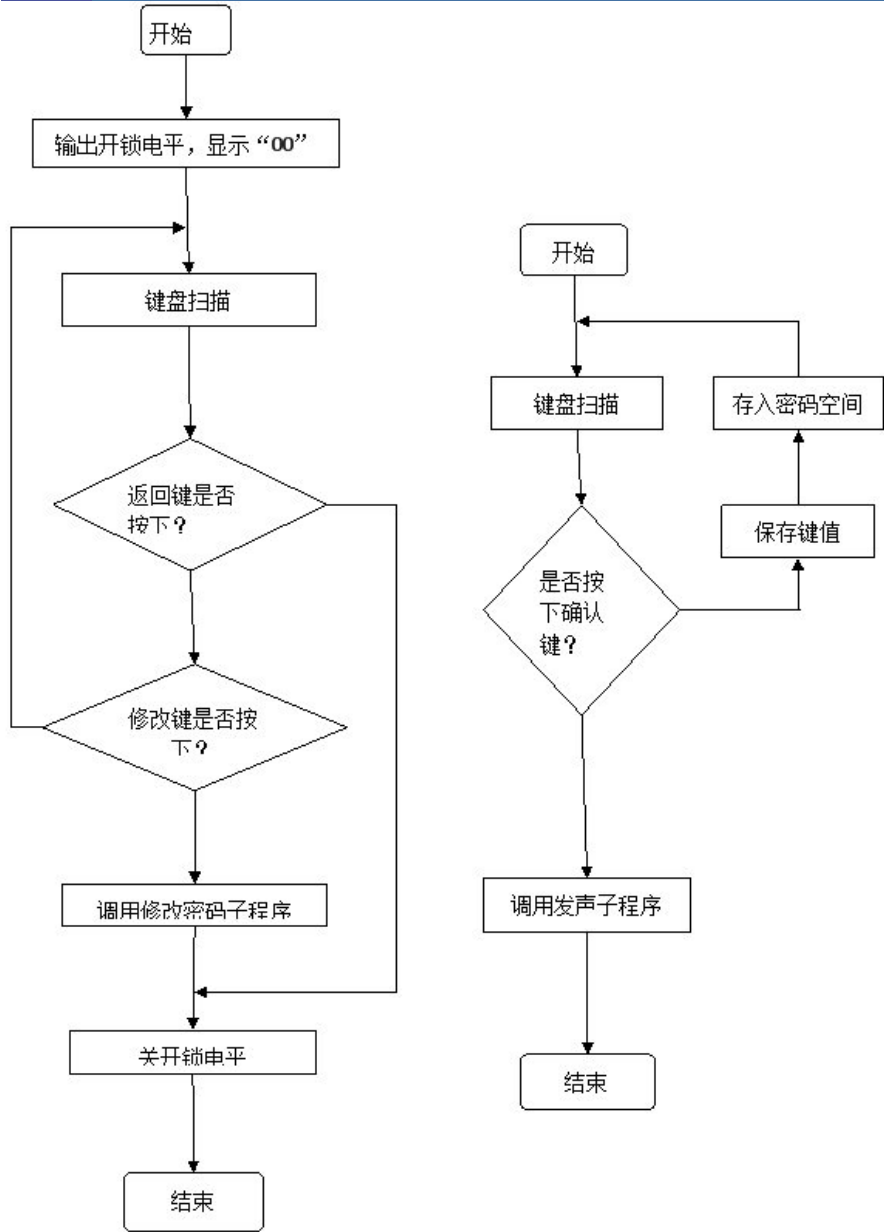 开始
输出开锁电平，显示“00”
键盘扫描
返回键是否
按下？
修改键是否按
下？
调用修改密码子程序
关开锁电平
结束
开始
键盘扫描
存入密码空间
保存键值
是否按
下确认
键？
调用发声子程序
结束